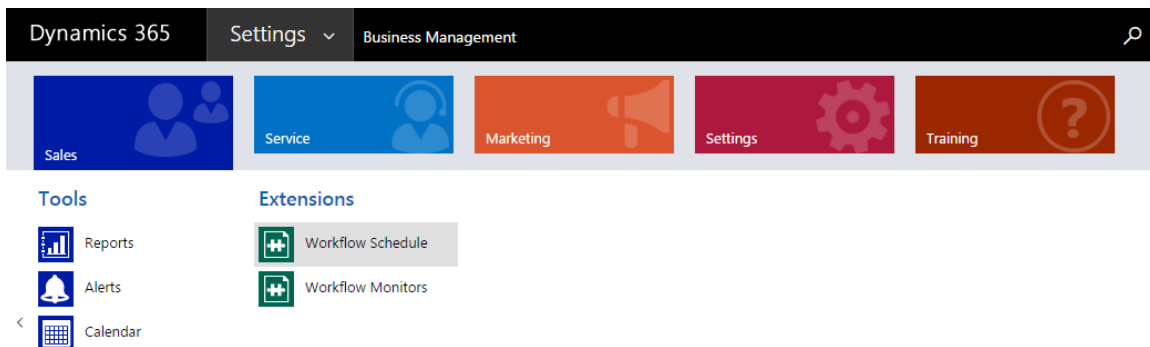 Dynamics 365 Settings Business Management
Sales Service Marketing Settings Training
Tools Extensions
Reports Workflow Schedule
Alerts Workflow Monitors
Calendar